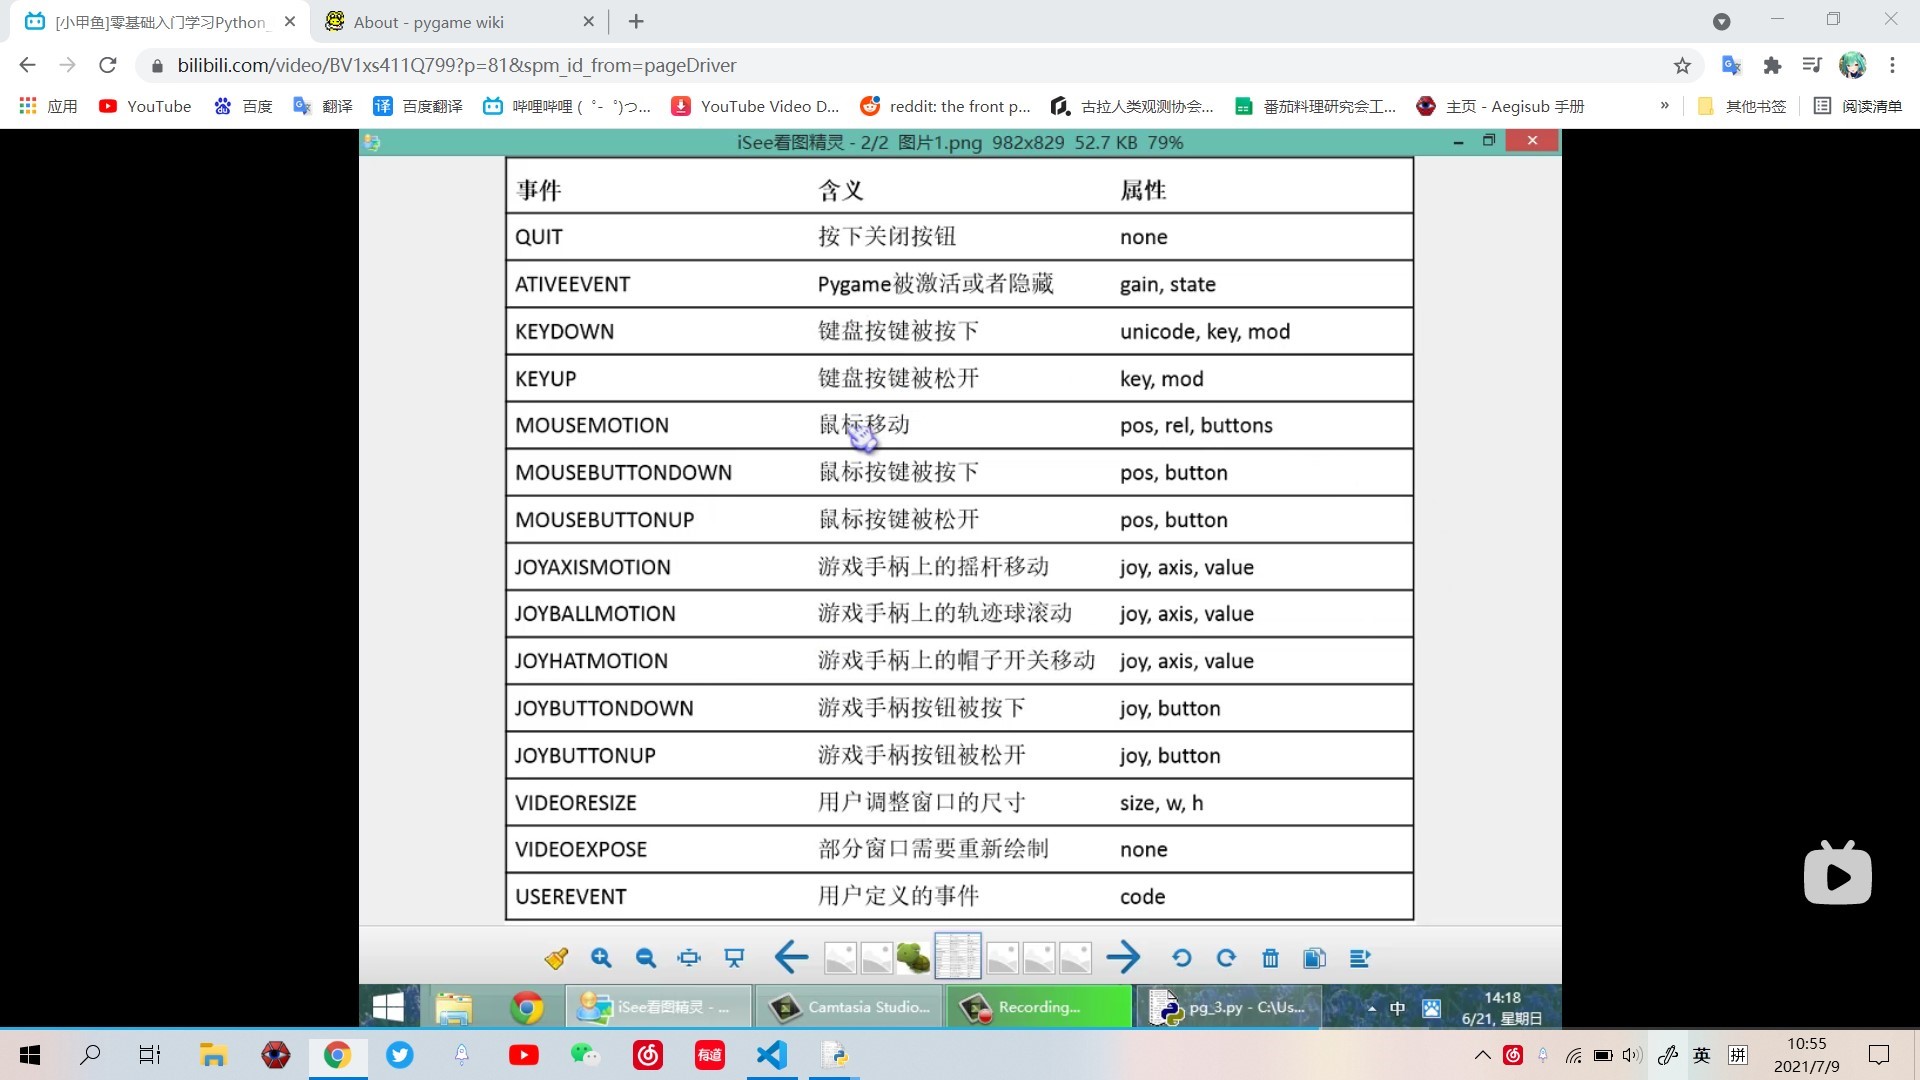 [小甲鱼]零基础入门学习Python_
About - pygame wiki
bilibili.com/video/BV1xs411Q799?p=81&spm_id_from=pageDriver
应用
YouTube
百度
翻译
百度翻译
哔哩哔哩 ( ゜- ゜)つ...
YouTube Video D...
reddit: the front p...
古拉人类观测协会...
番茄料理研究会工...
主页 - Aegisub 手册
»
其他书签
阅读清单
iSee看图精灵 - 2/2 图片1.png 982x829 52.7 KB 79%
事件 含义 属性
QUIT 按下关闭按钮 none
ATIVEEVENT Pygame被激活或者隐藏 gain, state
KEYDOWN 键盘按键被按下 unicode, key, mod
KEYUP 键盘按键被松开 key, mod
MOUSEMOTION 鼠标移动 pos, rel, buttons
MOUSEBUTTONDOWN 鼠标按键被按下 pos, button
MOUSEBUTTONUP 鼠标按键被松开 pos, button
JOYAXISMOTION 游戏手柄上的摇杆移动 joy, axis, value
JOYBALLMOTION 游戏手柄上的轨迹球滚动 joy, axis, value
JOYHATMOTION 游戏手柄上的帽子开关移动 joy, axis, value
JOYBUTTONDOWN 游戏手柄按钮被按下 joy, button
JOYBUTTONUP 游戏手柄按钮被松开 joy, button
VIDEORESIZE 用户调整窗口的尺寸 size, w, h
VIDEOEXPOSE 部分窗口需要重新绘制 none
USEREVENT 用户定义的事件 code
iSee看图精灵 - ...
Camtasia Studio...
Recording...
pg_3.py - C:\Us...
中
14:18
6/21, 星期日
有道
英
拼
10:55
2021/7/9